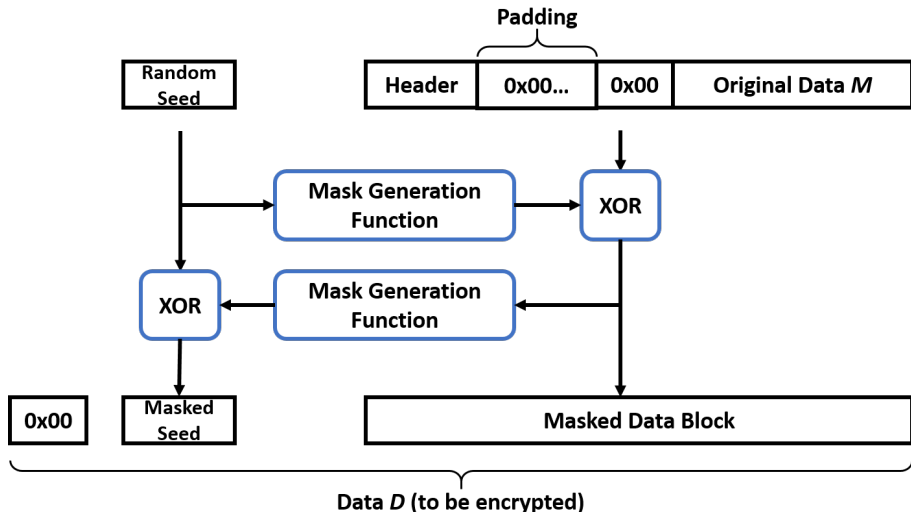 Padding
Random
Seed
Header
0x00...
0x00
Original Data M
Mask Generation
Function
XOR
XOR
Mask Generation
Function
0x00
Masked
Seed
Masked Data Block
Data D (to be encrypted)